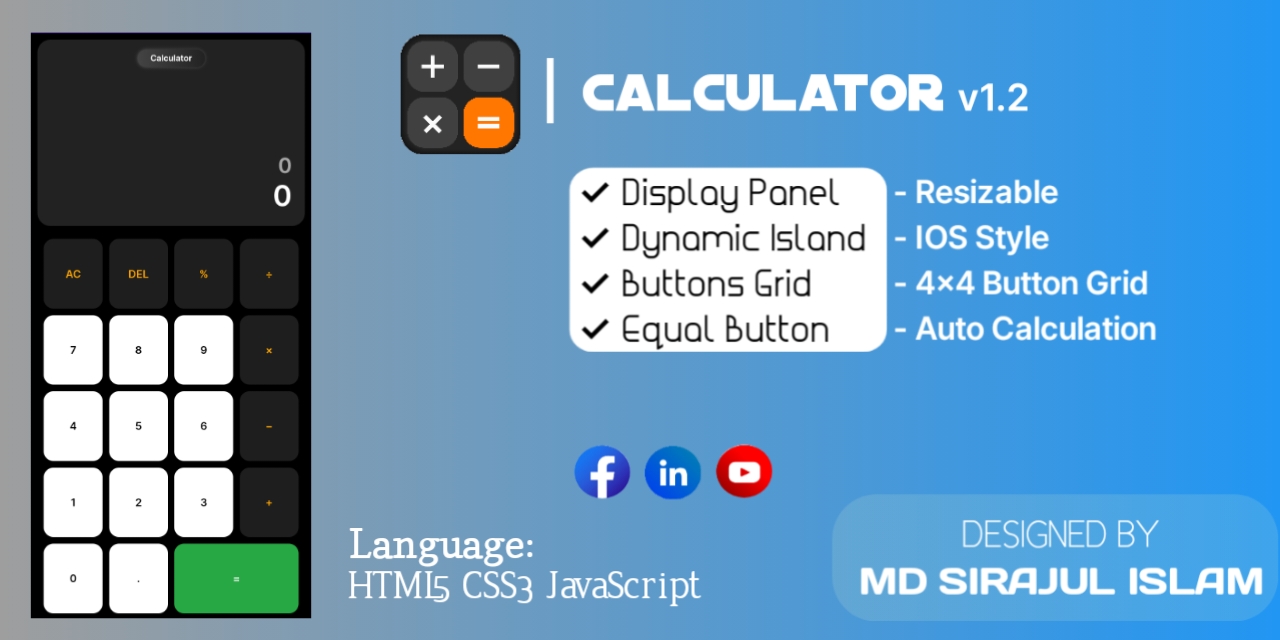 Calculator
0
0
AC DEL % ÷
7 8 9 ×
4 5 6 −
1 2 3 +
0 . =
+ −
× =
CALCULATOR v1.2
✓ Display Panel - Resizable
✓ Dynamic Island - IOS Style
✓ Buttons Grid - 4×4 Button Grid
✓ Equal Button - Auto Calculation
f in
Language:
HTML5 CSS3 JavaScript
DESIGNED BY
MD SIRAJUL ISLAM